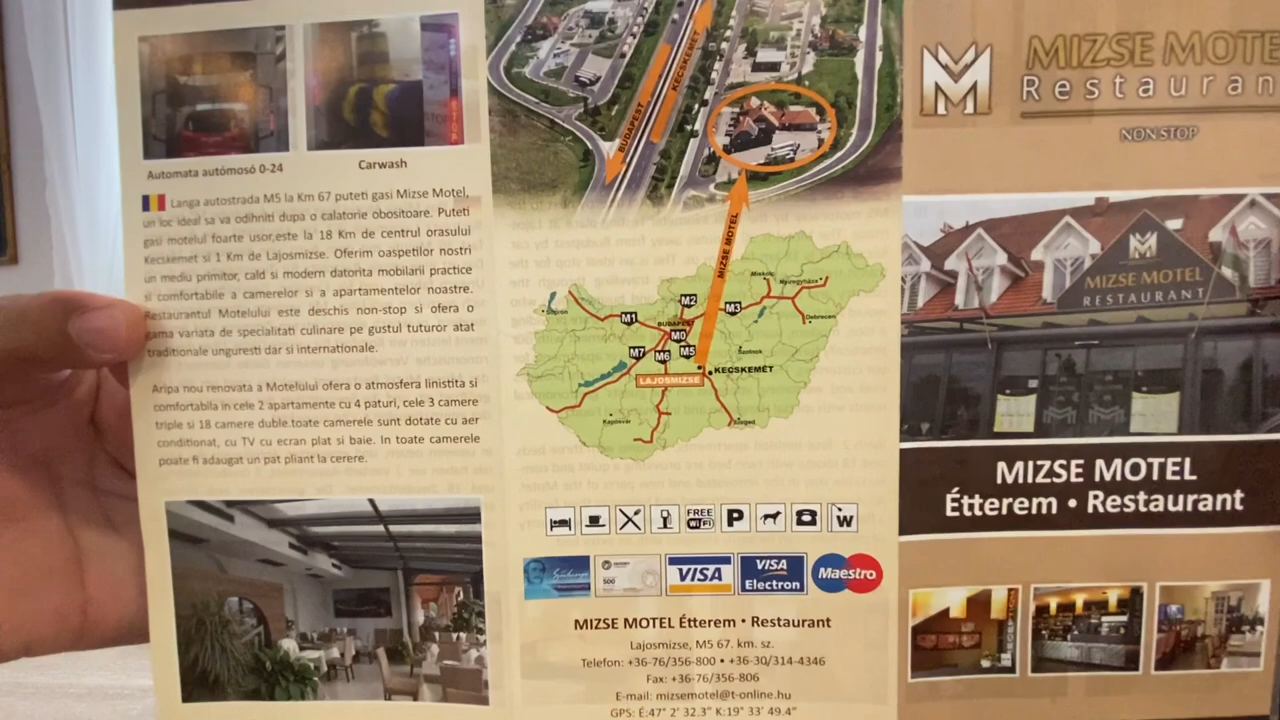 Automata autómosó 0-24
Carwash
Langa autostrada M5 la Km 67 puteti gasi Mizse Motel,
un loc ideal sa va odihniti dupa o calatorie obositoare. Puteti
gasi motelul foarte usor,este la 18 Km de centrul orasului
Kecskemet si 1 Km de Lajosmizse. Oferim oaspetilor nostri
un mediu primitor, cald si modern datorita mobilarii practice
si comfortabile a camerelor si a apartamentelor noastre.
Restaurantul Motelului este deschis non-stop si ofera o
gama variata de specialitati culinare pe gustul tuturor atat
traditionale unguresti dar si internationale.
Aripa nou renovata a Motelului ofera o atmosfera linistita si
comfortabila in cele 2 apartamente cu 4 paturi, cele 3 camere
triple si 18 camere duble.toate camerele sunt dotate cu aer
conditionat, cu TV cu ecran plat si baie. In toate camerele
poate fi adaugat un pat pliant la cerere.
BUDAPEST
KECSKEMÉT
MIZSE MOTEL
Sopron
Miskolc
Nyíregyháza
Debrecen
M1
M2
M3
BUDAPEST
M0
M7
M6
M5
Szolnok
LAJOSMIZSE
KECSKEMÉT
Kaposvár
Szeged
FREE
WiFi
P
W
500
VISA
VISA
Electron
Maestro
MIZSE MOTEL Étterem • Restaurant
Lajosmizse, M5 67. km. sz.
Telefon: +36-76/356-800 • +36-30/314-4346
Fax: +36-76/356-806
E-mail: mizsemotel@t-online.hu
GPS: É:47° 2' 32.3" K:19° 33' 49.4"
MIZSE MOTE
Restauran
NON STOP
MIZSE MOTEL
RESTAURANT
MIZSE MOTEL
Étterem • Restaurant